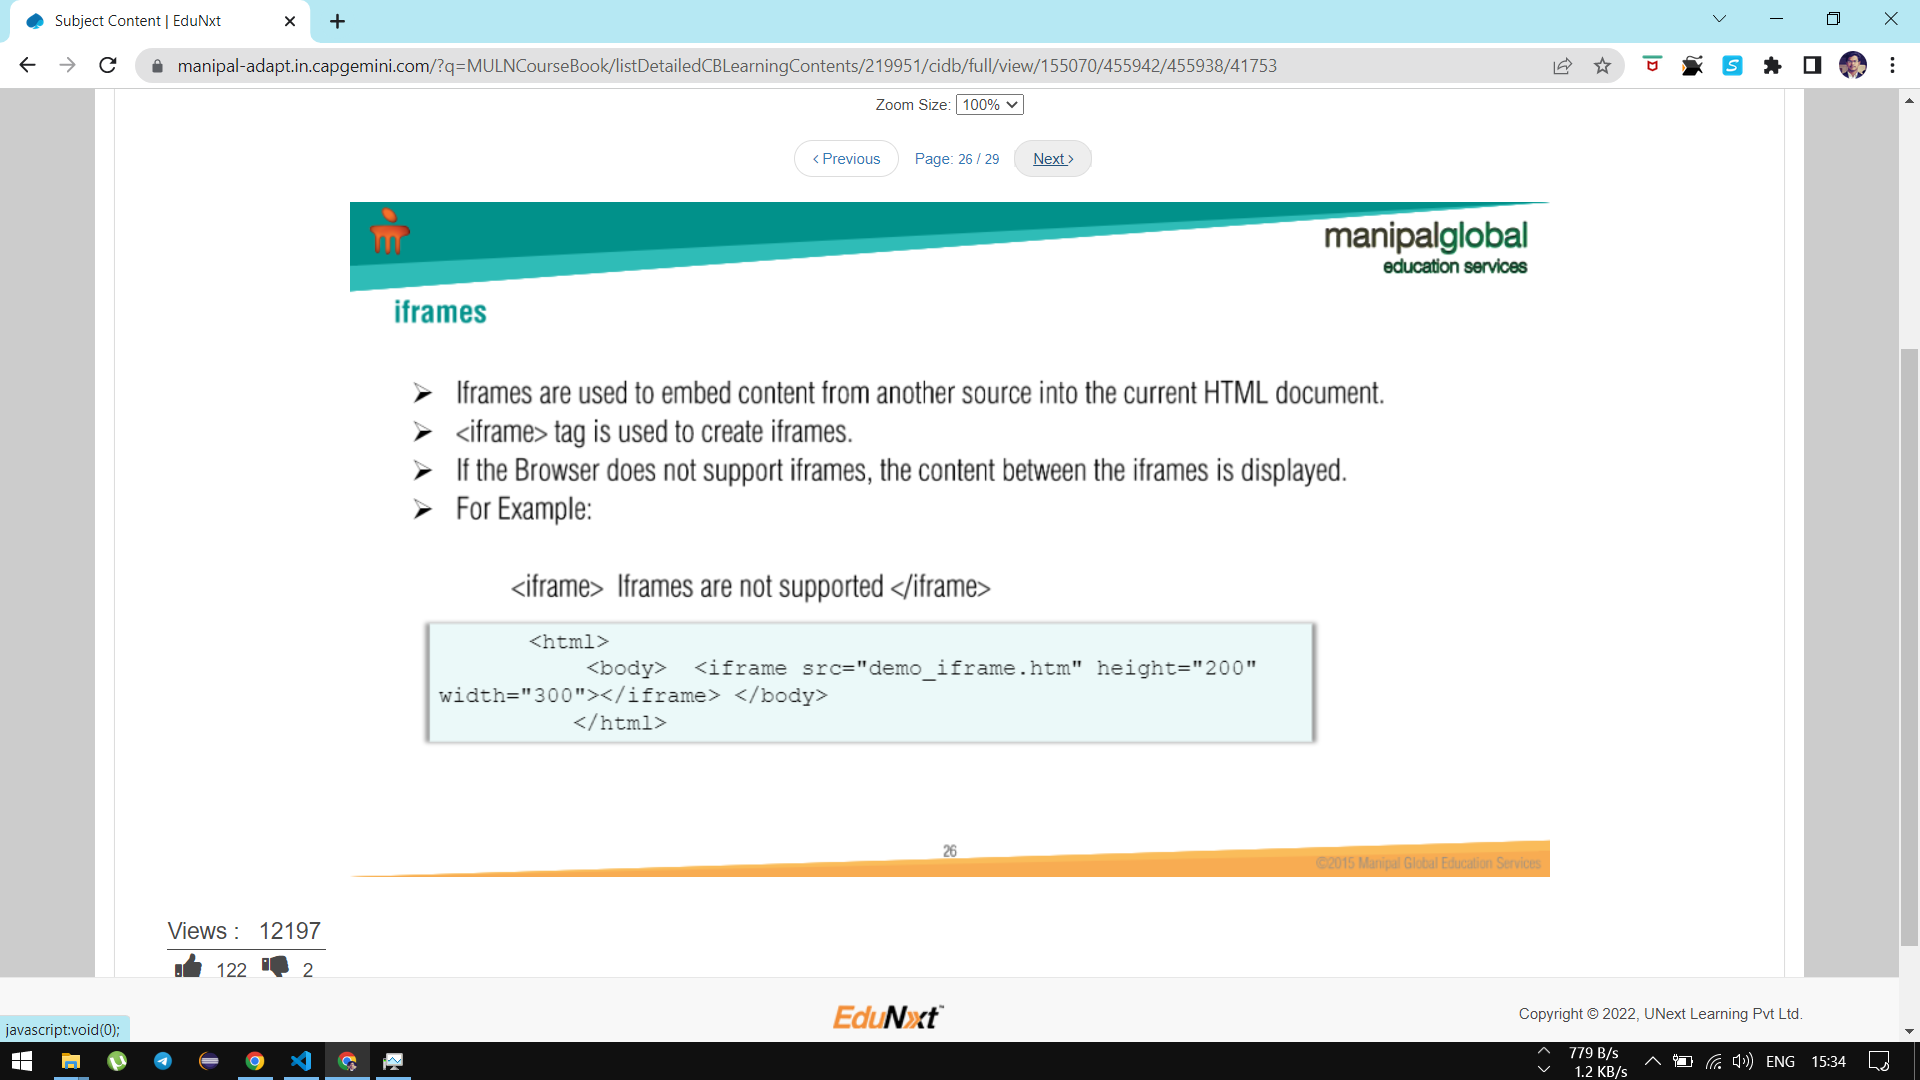 Subject Content | EduNxt
manipal-adapt.in.capgemini.com/?q=MULNCourseBook/listDetailedCBLearningContents/219951/cidb/full/view/155070/455942/455938/41753
Zoom Size: 100%
‹ Previous Page: 26 / 29 Next ›
manipalglobal
education services
iframes
➢ Iframes are used to embed content from another source into the current HTML document.
➢ <iframe> tag is used to create iframes.
➢ If the Browser does not support iframes, the content between the iframes is displayed.
➢ For Example:
<iframe> Iframes are not supported </iframe>
<html>
<body> <iframe src="demo_iframe.htm" height="200"
width="300"></iframe> </body>
</html>
26
©2015 Manipal Global Education Services
Views : 12197
122 2
EduNxt™
Copyright © 2022, UNext Learning Pvt Ltd.
javascript:void(0);
779 B/s
1.2 KB/s
ENG 15:34